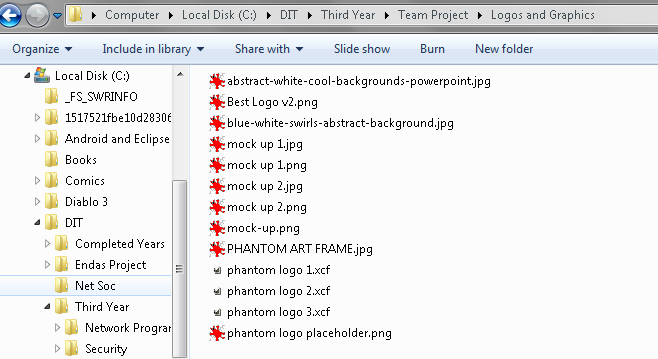 Computer Local Disk (C:) DIT Third Year Team Project Logos and Graphics
Organize Include in library Share with Slide show Burn New folder
Local Disk (C:)
_FS_SWRINFO
1517521fbe10d28306
Android and Eclipse
Books
Comics
Diablo 3
DIT
Completed Years
Endas Project
Net Soc
Third Year
Network Progran
Security
abstract-white-cool-backgrounds-powerpoint.jpg
Best Logo v2.png
blue-white-swirls-abstract-background.jpg
mock up 1.jpg
mock up 1.png
mock up 2.jpg
mock up 2.png
mock-up.png
PHANTOM ART FRAME.jpg
phantom logo 1.xcf
phantom logo 2.xcf
phantom logo 3.xcf
phantom logo placeholder.png